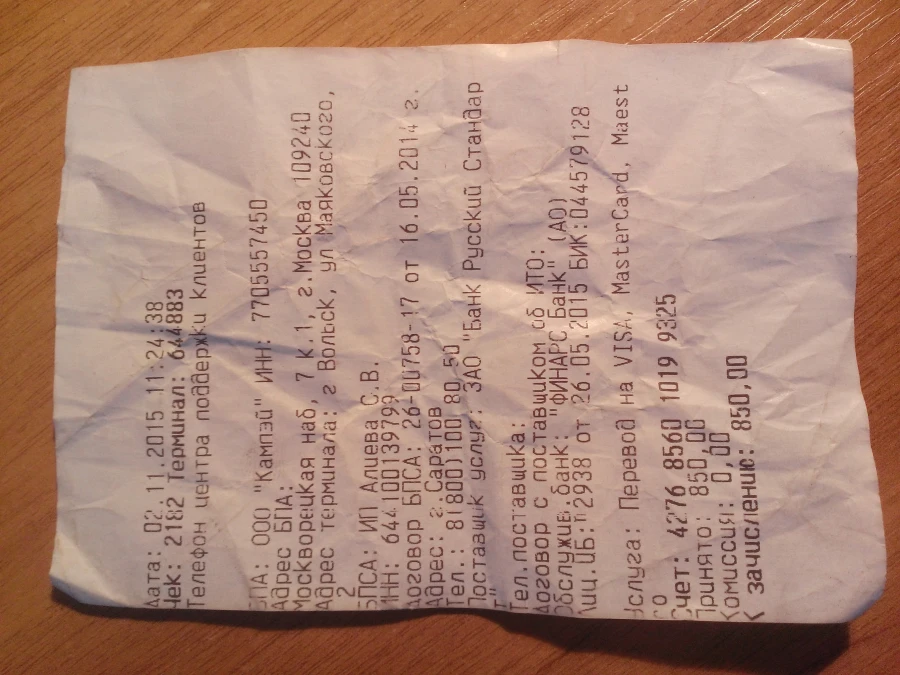 Дата: 02.11.2015 11:24:38
Чек: 2182 Терминал: 644883
Телефон центра поддержки клиентов
БПА: ООО "Кампэй" ИНН: 7705557450
Адрес БПА:
Москворецкая наб, 7 к.1, г.Москва 109240
Адрес терминала: г Вольск, ул Маяковского,
2
БПСА: ИП Алиева С.В.
ИНН: 644100139799
Договор БПСА: 26-00758-17 от 16.05.2014 г.
Адрес: г.Саратов
Тел.: 8(800)100 80 50
Поставщик услуг: ЗАО "Банк Русский Стандар
т"
Тел.поставщика:
Договор с поставщиком об ИТО:
Обслужив.банк: "ФИНАРС Банк" (АО)
Лиц.ЦБ: 2938 от 26.05.2015 БИК:044579128
Услуга: Перевод на VISA, MasterCard, Maest
ro
Счет: 4276 8560 1019 9325
Принято: 850,00
Комиссия: 0,00
К зачислению: 850,00